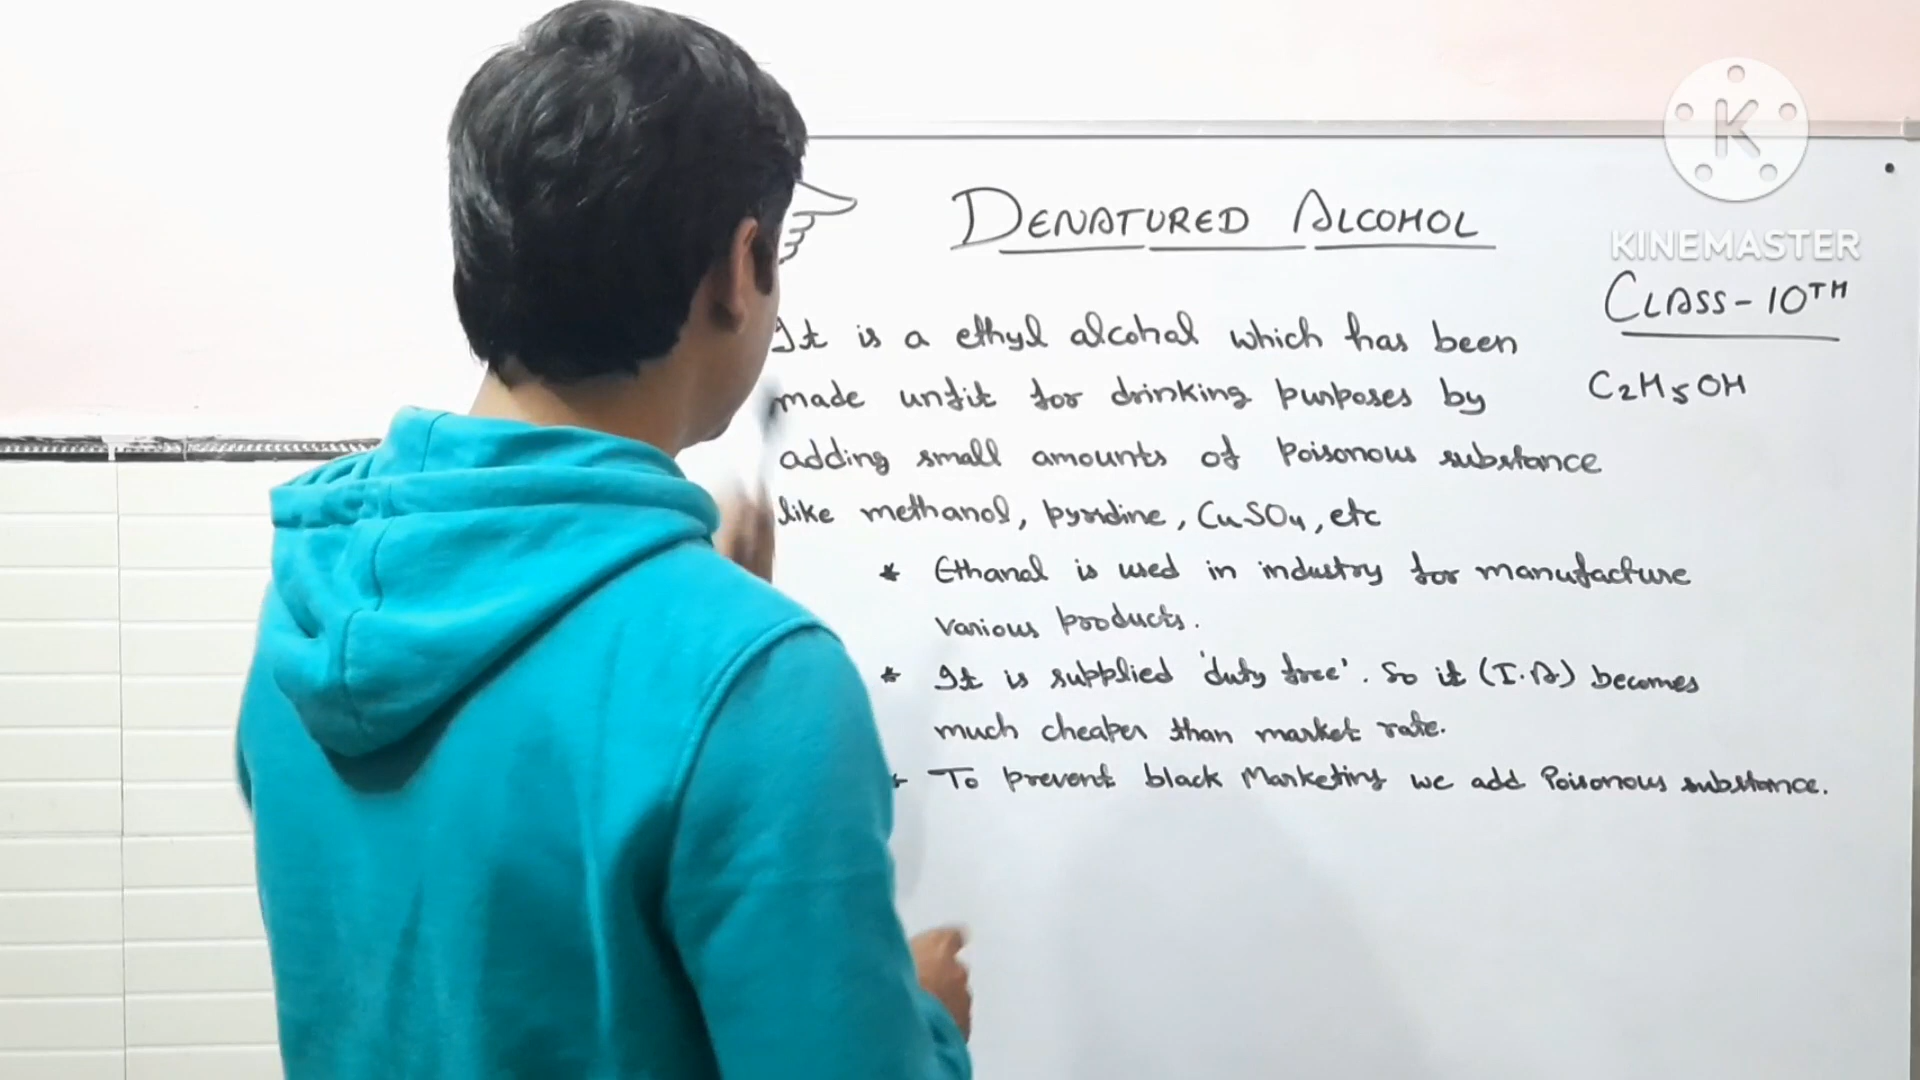 DENATURED ALCOHOL
KINEMASTER
CLASS-10TH
It is a ethyl alcohol which has been
made unfit for drinking purposes by
C2H5OH
adding small amounts of poisonous substance
like methanol, pyridine, CuSO4, etc
* Ethanol is used in industry for manufacture
various products.
* It is supplied 'duty free'. So it (I.A) becomes
much cheaper than market rate.
* To prevent black Marketing we add Poisonous substance.